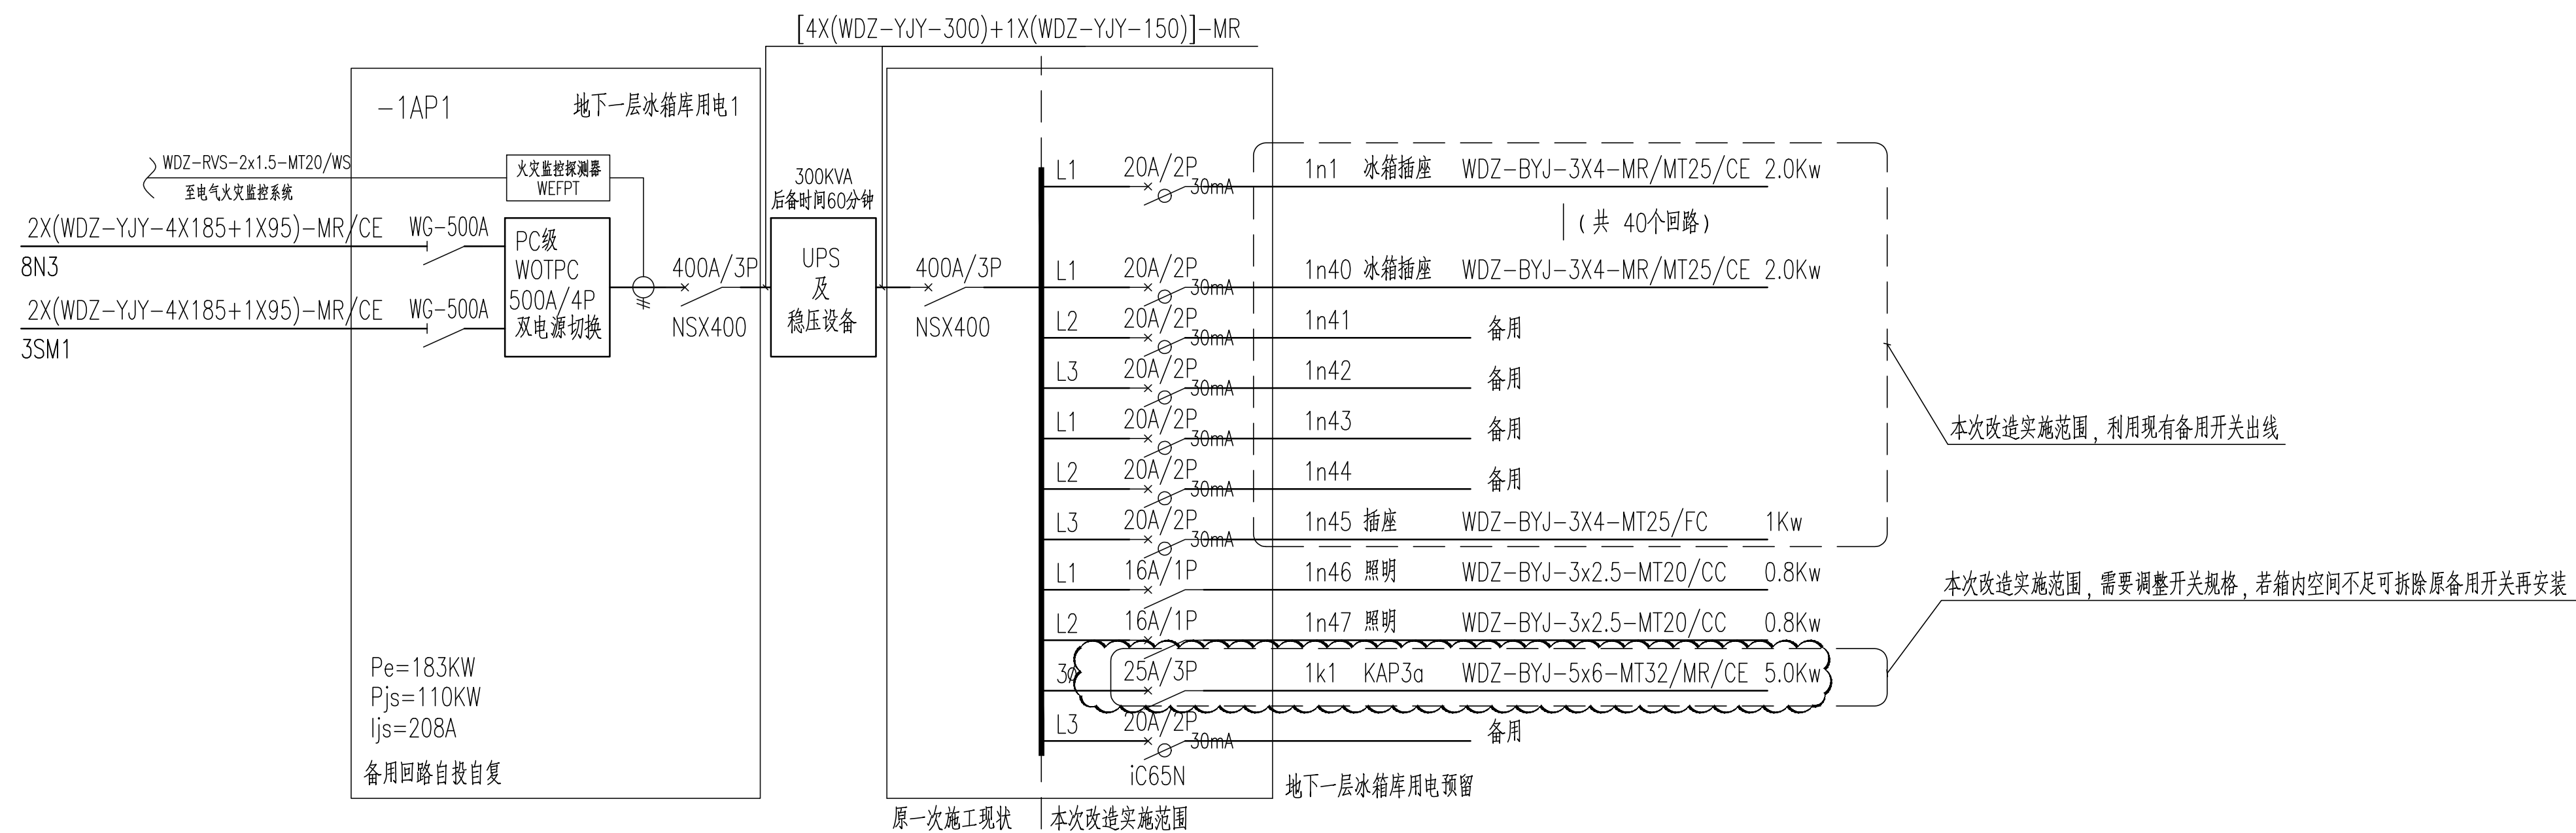 [4X(WDZ-YJY-300)+1X(WDZ-YJY-150)]-MR
-1AP1
地下一层冰箱库用电1
WDZ-RVS-2x1.5-MT20/WS
至电气火灾监控系统
火灾监控探测器
WEFPT
2X(WDZ-YJY-4X185+1X95)-MR/CE
WG-500A
8N3
2X(WDZ-YJY-4X185+1X95)-MR/CE
WG-500A
3SM1
PC级
WOTPC
500A/4P
双电源切换
400A/3P
NSX400
300KVA
后备时间60分钟
UPS
及
稳压设备
400A/3P
NSX400
Pe=183KW
Pjs=110KW
Ijs=208A
备用回路自投自复
L1 20A/2P 30mA 1n1 冰箱插座 WDZ-BYJ-3X4-MR/MT25/CE 2.0Kw
(共 40个回路)
L1 20A/2P 30mA 1n40 冰箱插座 WDZ-BYJ-3X4-MR/MT25/CE 2.0Kw
L2 20A/2P 30mA 1n41 备用
L3 20A/2P 30mA 1n42 备用
L1 20A/2P 30mA 1n43 备用
L2 20A/2P 30mA 1n44 备用
L3 20A/2P 30mA 1n45 插座 WDZ-BYJ-3X4-MT25/FC 1Kw
L1 16A/1P 1n46 照明 WDZ-BYJ-3x2.5-MT20/CC 0.8Kw
L2 16A/1P 1n47 照明 WDZ-BYJ-3x2.5-MT20/CC 0.8Kw
3ø 25A/3P 1k1 KAP3a WDZ-BYJ-5x6-MT32/MR/CE 5.0Kw
L3 20A/2P 30mA 备用
iC65N
地下一层冰箱库用电预留
原一次施工现状
本次改造实施范围
本次改造实施范围，利用现有备用开关出线
本次改造实施范围，需要调整开关规格，若箱内空间不足可拆除原备用开关再安装